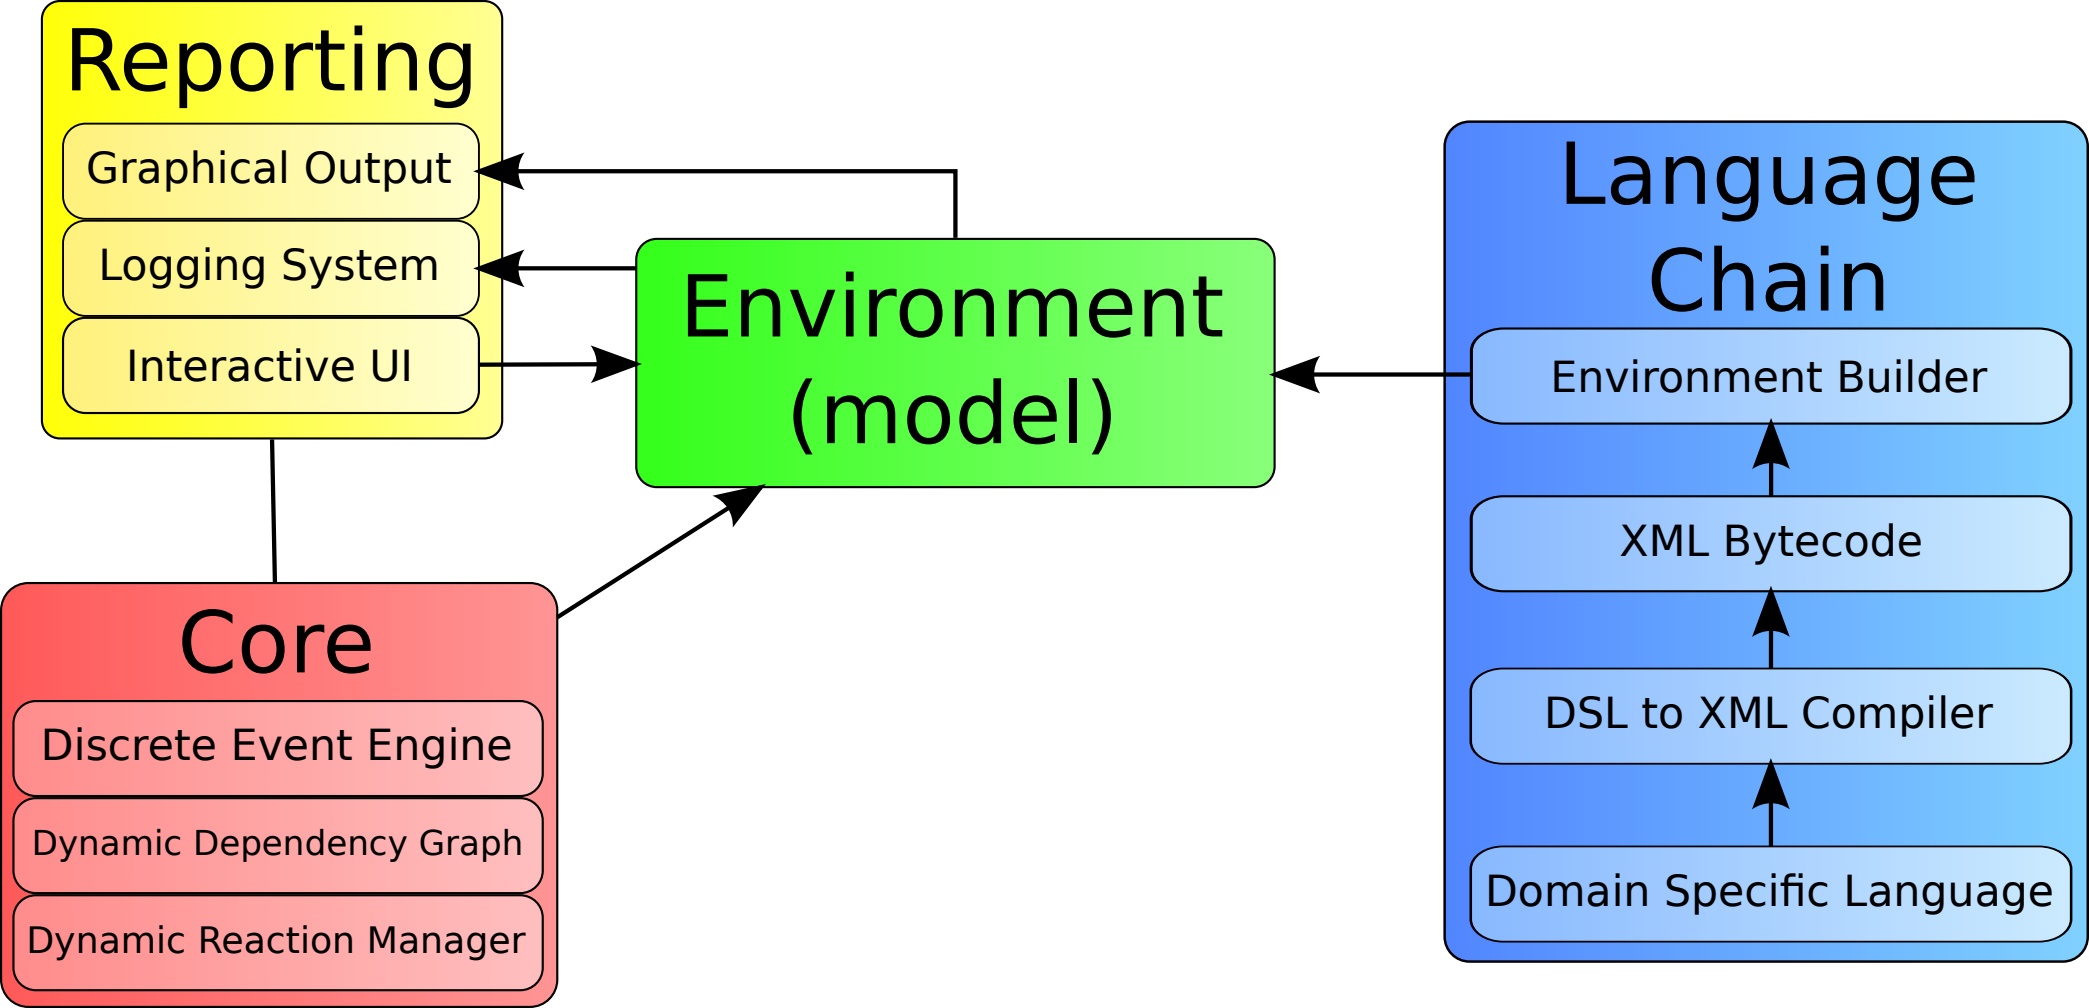 Reporting
Graphical Output
Logging System
Interactive UI
Environment
(model)
Core
Discrete Event Engine
Dynamic Dependency Graph
Dynamic Reaction Manager
Language
Chain
Environment Builder
XML Bytecode
DSL to XML Compiler
Domain Specific Language